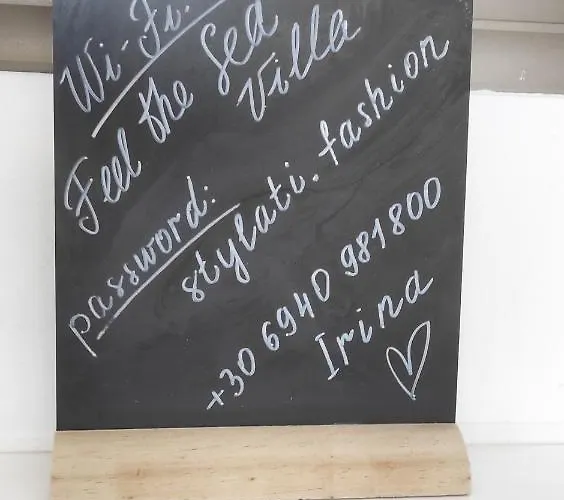 Wi-Fi:
Feel the Sea
Villa
password:
stylati.fashion
+30 6940 981800
Irina